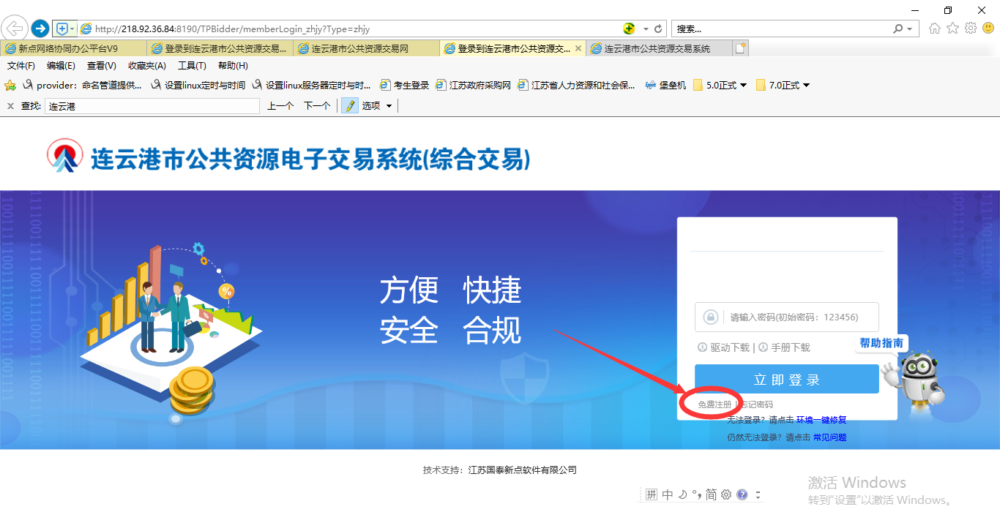 http://218.92.36.84:8190/TPBidder/memberLogin_zhjy?Type=zhjy 搜索...
新点网络协同办公平台V9 登录到连云港市公共资源交易... 连云港市公共资源交易网 登录到连云港市公共资源交... 连云港市公共资源交易系统
文件(F) 编辑(E) 查看(V) 收藏夹(A) 工具(T) 帮助(H)
provider：命名管道提供... 设置linux定时与时间 设置linux服务器定时与时... 考生登录 江苏政府采购网 江苏省人力资源和社会保... 堡垒机 5.0正式 7.0正式
查找: 连云港 上一个 下一个 选项
连云港市公共资源电子交易系统(综合交易)
方便 快捷
安全 合规
请输入密码(初始密码：123456)
驱动下载 | 手册下载
帮助指南
立即登录
免费注册 | 忘记密码
无法登录？请点击 环境一键修复
仍然无法登录？请点击 常见问题
技术支持：江苏国泰新点软件有限公司
拼 中 简
激活 Windows
转到"设置"以激活 Windows。